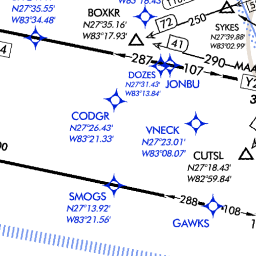 N27°35.55'
W83°34.48'
BOXKR
N27°35.16'
W83°17.93'
72
250
SYKES
N27°39.88'
W83°02.99'
41
287
107
290
MAA
DOZES
N27°31.43'
W83°13.84'
JONBU
CODGR
N27°26.43'
W83°21.33'
VNECK
N27°23.01'
W83°08.07'
CUTSL
N27°18.43'
W82°59.84'
SMOGS
N27°13.92'
W83°21.56'
288
108
GAWKS